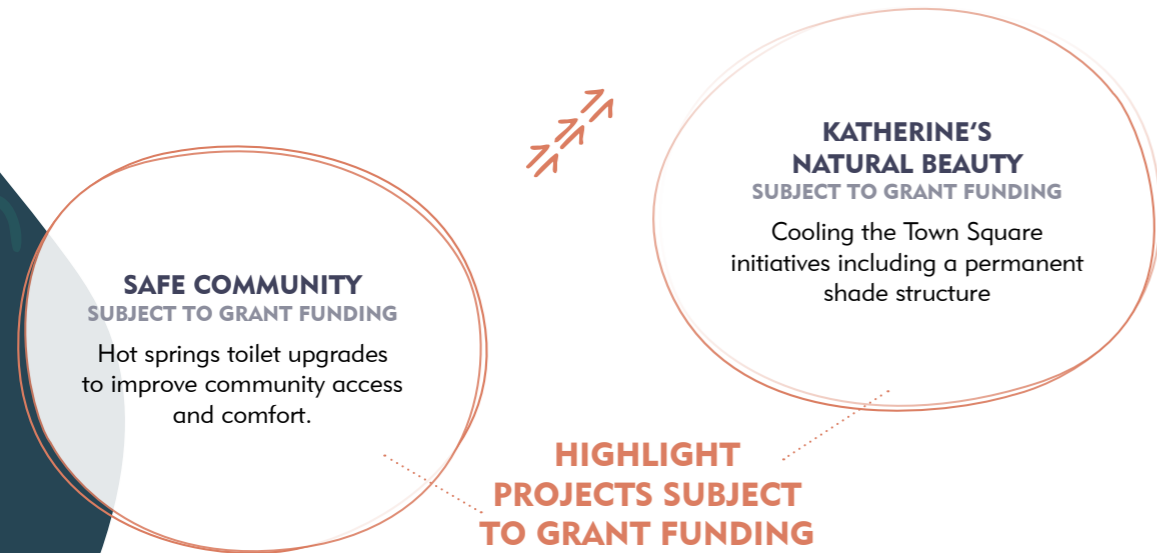 KATHERINE'S
NATURAL BEAUTY
SUBJECT TO GRANT FUNDING
Cooling the Town Square
initiatives including a permanent
shade structure
SAFE COMMUNITY
SUBJECT TO GRANT FUNDING
Hot springs toilet upgrades
to improve community access
and comfort.
HIGHLIGHT
PROJECTS SUBJECT
TO GRANT FUNDING